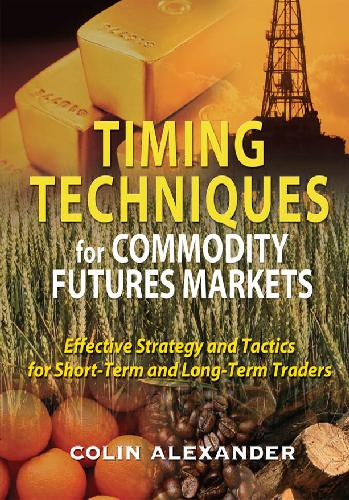 TIMING
TECHNIQUES
for COMMODITY
FUTURES MARKETS
Effective Strategy and Tactics
for Short-Term and Long-Term Traders
COLIN ALEXANDER